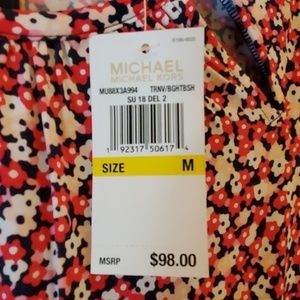 MICHAEL
MICHAEL KORS
MU88X3A994 TRNV/BGHTBSH
SU 18 DEL 2
1 92317 50617 4
SIZE M
MSRP $98.00